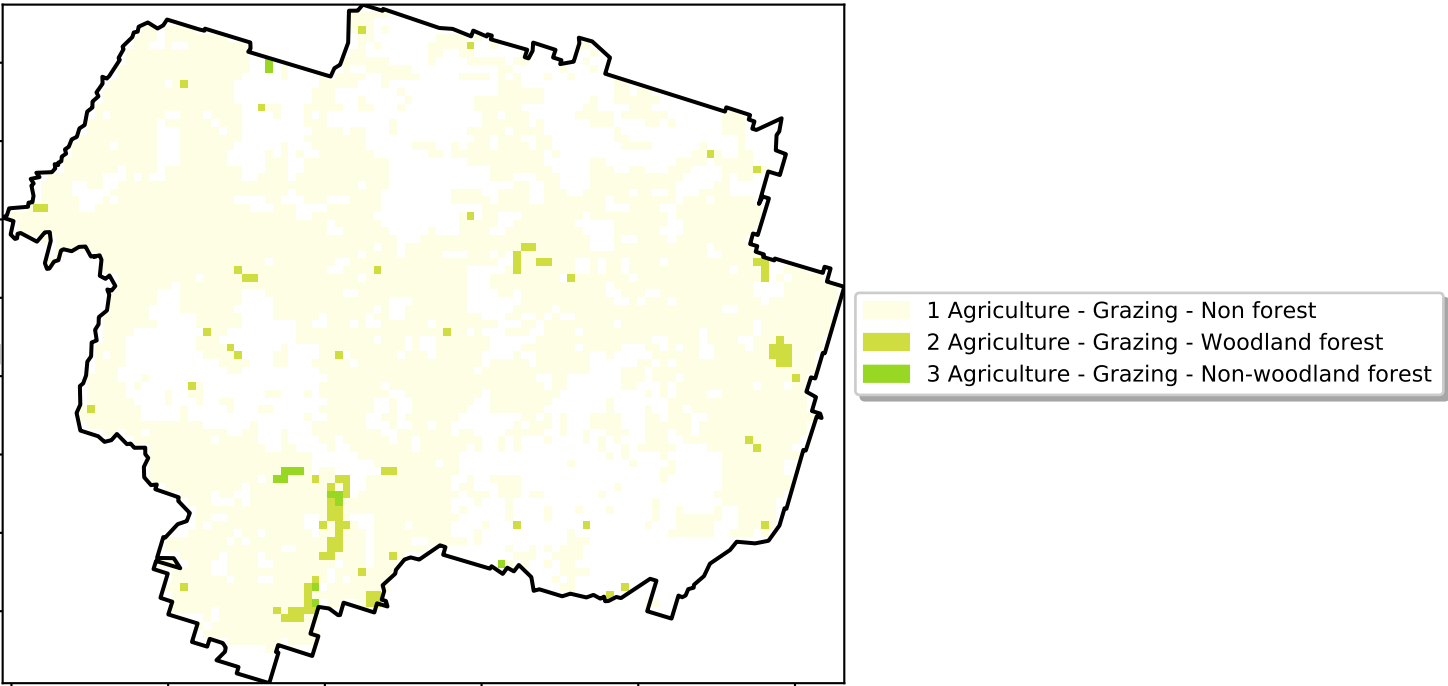 1 Agriculture - Grazing - Non forest
2 Agriculture - Grazing - Woodland forest
3 Agriculture - Grazing - Non-woodland forest